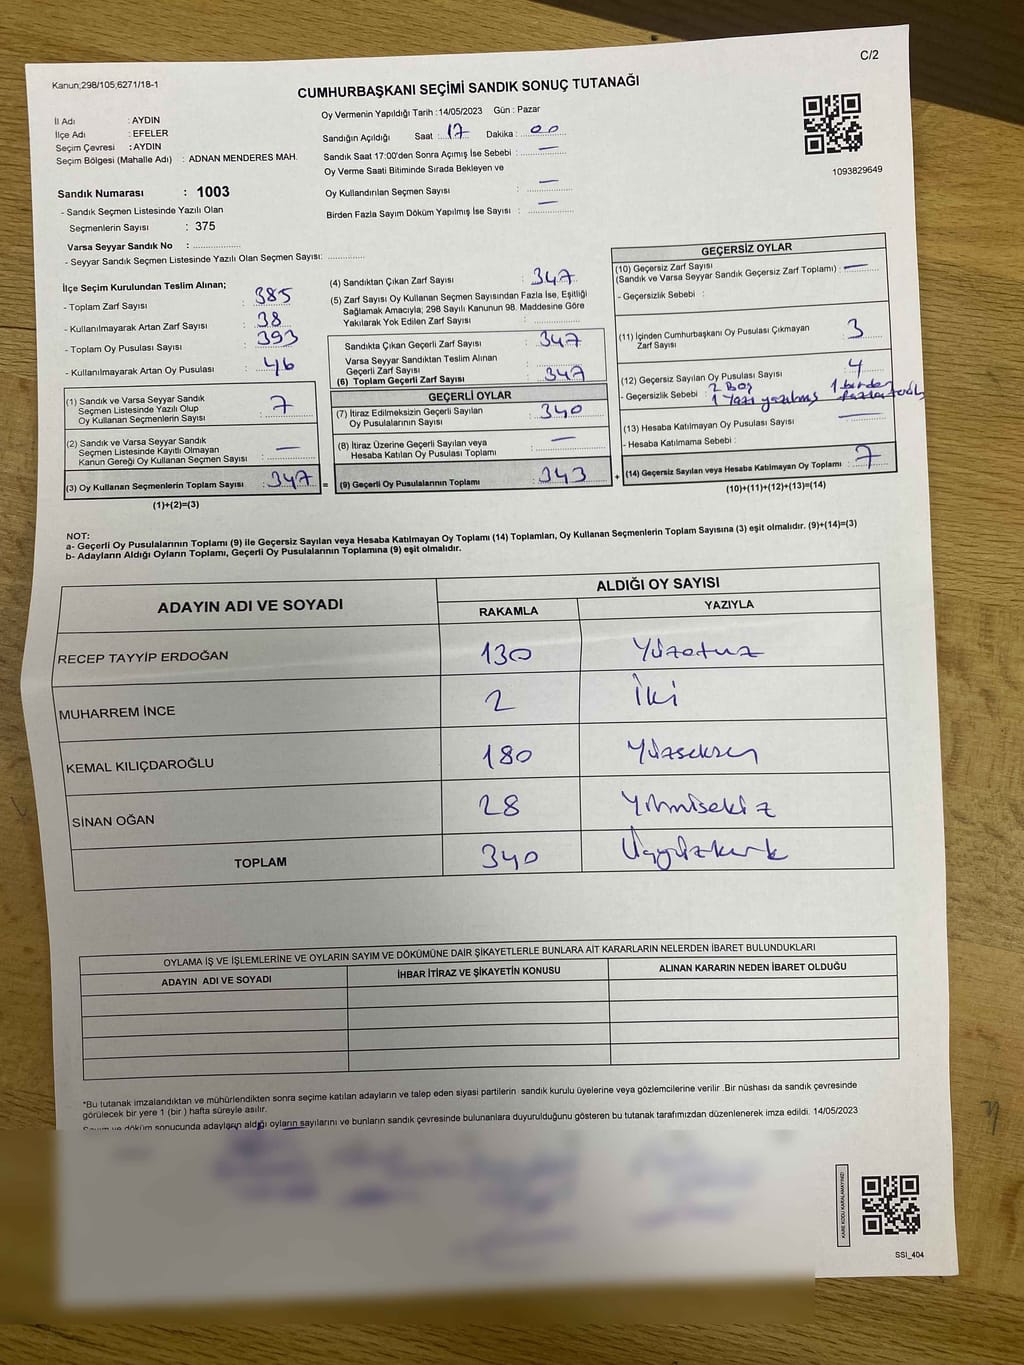 C/2
Kanun;298/105;6271/18-1
CUMHURBAŞKANI SEÇİMİ SANDIK SONUÇ TUTANAĞI
İl Adı : AYDIN
İlçe Adı : EFELER
Seçim Çevresi : AYDIN
Seçim Bölgesi (Mahalle Adı) : ADNAN MENDERES MAH.
Sandık Numarası : 1003
- Sandık Seçmen Listesinde Yazılı Olan
Seçmenlerin Sayısı : 375
Varsa Seyyar Sandık No :
- Seyyar Sandık Seçmen Listesinde Yazılı Olan Seçmen Sayısı:
Oy Vermenin Yapıldığı Tarih :14/05/2023 Gün : Pazar
Sandığın Açıldığı Saat : 17 Dakika : 00
Sandık Saat 17:00'den Sonra Açımış İse Sebebi : —
Oy Verme Saati Bitiminde Sırada Bekleyen ve
Oy Kullandırılan Seçmen Sayısı : —
Birden Fazla Sayım Döküm Yapılmış İse Sayısı : —
1093829649
İlçe Seçim Kurulundan Teslim Alınan;
- Toplam Zarf Sayısı : 385
- Kullanılmayarak Artan Zarf Sayısı : 38
- Toplam Oy Pusulası Sayısı : 393
- Kullanılmayarak Artan Oy Pusulası : 46
(1) Sandık ve Varsa Seyyar Sandık
Seçmen Listesinde Yazılı Olup
Oy Kullanan Seçmenlerin Sayısı : 7
(2) Sandık ve Varsa Seyyar Sandık
Seçmen Listesinde Kayıtlı Olmayan
Kanun Gereği Oy Kullanan Seçmen Sayısı : —
(3) Oy Kullanan Seçmenlerin Toplam Sayısı : 347 =
(1)+(2)=(3)
(4) Sandıktan Çıkan Zarf Sayısı : 347
(5) Zarf Sayısı Oy Kullanan Seçmen Sayısından Fazla İse, Eşitliği
Sağlamak Amacıyla; 298 Sayılı Kanunun 98. Maddesine Göre
Yakılarak Yok Edilen Zarf Sayısı :
Sandıkta Çıkan Geçerli Zarf Sayısı : 347
Varsa Seyyar Sandıktan Teslim Alınan
Geçerli Zarf Sayısı :
(6) Toplam Geçerli Zarf Sayısı : 347
GEÇERLİ OYLAR
(7) İtiraz Edilmeksizin Geçerli Sayılan
Oy Pusulasının Sayısı : 340
(8) İtiraz Üzerine Geçerli Sayılan veya
Hesaba Katılan Oy Pusulası Toplamı : —
(9) Geçerli Oy Pusulalarının Toplamı : 343 +
GEÇERSİZ OYLAR
(10) Geçersiz Zarf Sayısı
(Sandık ve Varsa Seyyar Sandık Geçersiz Zarf Toplamı) : —
- Geçersizlik Sebebi :
(11) İçinden Cumhurbaşkanı Oy Pusulası Çıkmayan
Zarf Sayısı : 3
(12) Geçersiz Sayılan Oy Pusulası Sayısı : 4
- Geçersizlik Sebebi : 2 Boş
1 Yazı yazılmış 1 birden fazla
(13) Hesaba Katılmayan Oy Pusulası Sayısı : —
- Hesaba Katılmama Sebebi :
(14) Geçersiz Sayılan veya Hesaba Katılmayan Oy Toplamı : 7
(10)+(11)+(12)+(13)=(14)
NOT:
a- Geçerli Oy Pusulalarının Toplamı (9) ile Geçersiz Sayılan veya Hesaba Katılmayan Oy Toplamı (14) Toplamları, Oy Kullanan Seçmenlerin Toplam Sayısına (3) eşit olmalıdır. (9)+(14)=(3)
b- Adayların Aldığı Oyların Toplamı, Geçerli Oy Pusulalarının Toplamına (9) eşit olmalıdır.
ADAYIN ADI VE SOYADI ALDIĞI OY SAYISI
RAKAMLA YAZIYLA
RECEP TAYYİP ERDOĞAN 130 Yüzotuz
MUHARREM İNCE 2 İki
KEMAL KILIÇDAROĞLU 180 Yüzseksen
SİNAN OĞAN 28 Yirmisekiz
TOPLAM 340 Üçyüzkırk
OYLAMA İŞ VE İŞLEMLERİNE VE OYLARIN SAYIM VE DÖKÜMÜNE DAİR ŞİKAYETLERLE BUNLARA AİT KARARLARIN NELERDEN İBARET BULUNDUKLARI
ADAYIN ADI VE SOYADI İHBAR İTİRAZ VE ŞİKAYETİN KONUSU ALINAN KARARIN NEDEN İBARET OLDUĞU
*Bu tutanak imzalandıktan ve mühürlendikten sonra seçime katılan adayların ve talep eden siyasi partilerin sandık kurulu üyelerine veya gözlemcilerine verilir .Bir nüshası da sandık çevresinde
görülecek bir yere 1 (bir ) hafta süreyle asılır.
Sayım ve döküm sonucunda adayların aldığı oyların sayılarını ve bunların sandık çevresinde bulunanlara duyurulduğunu gösteren bu tutanak tarafımızdan düzenlenerek imza edildi. 14/05/2023
KARE KODU KARALAMAYINIZ!
SSI_404